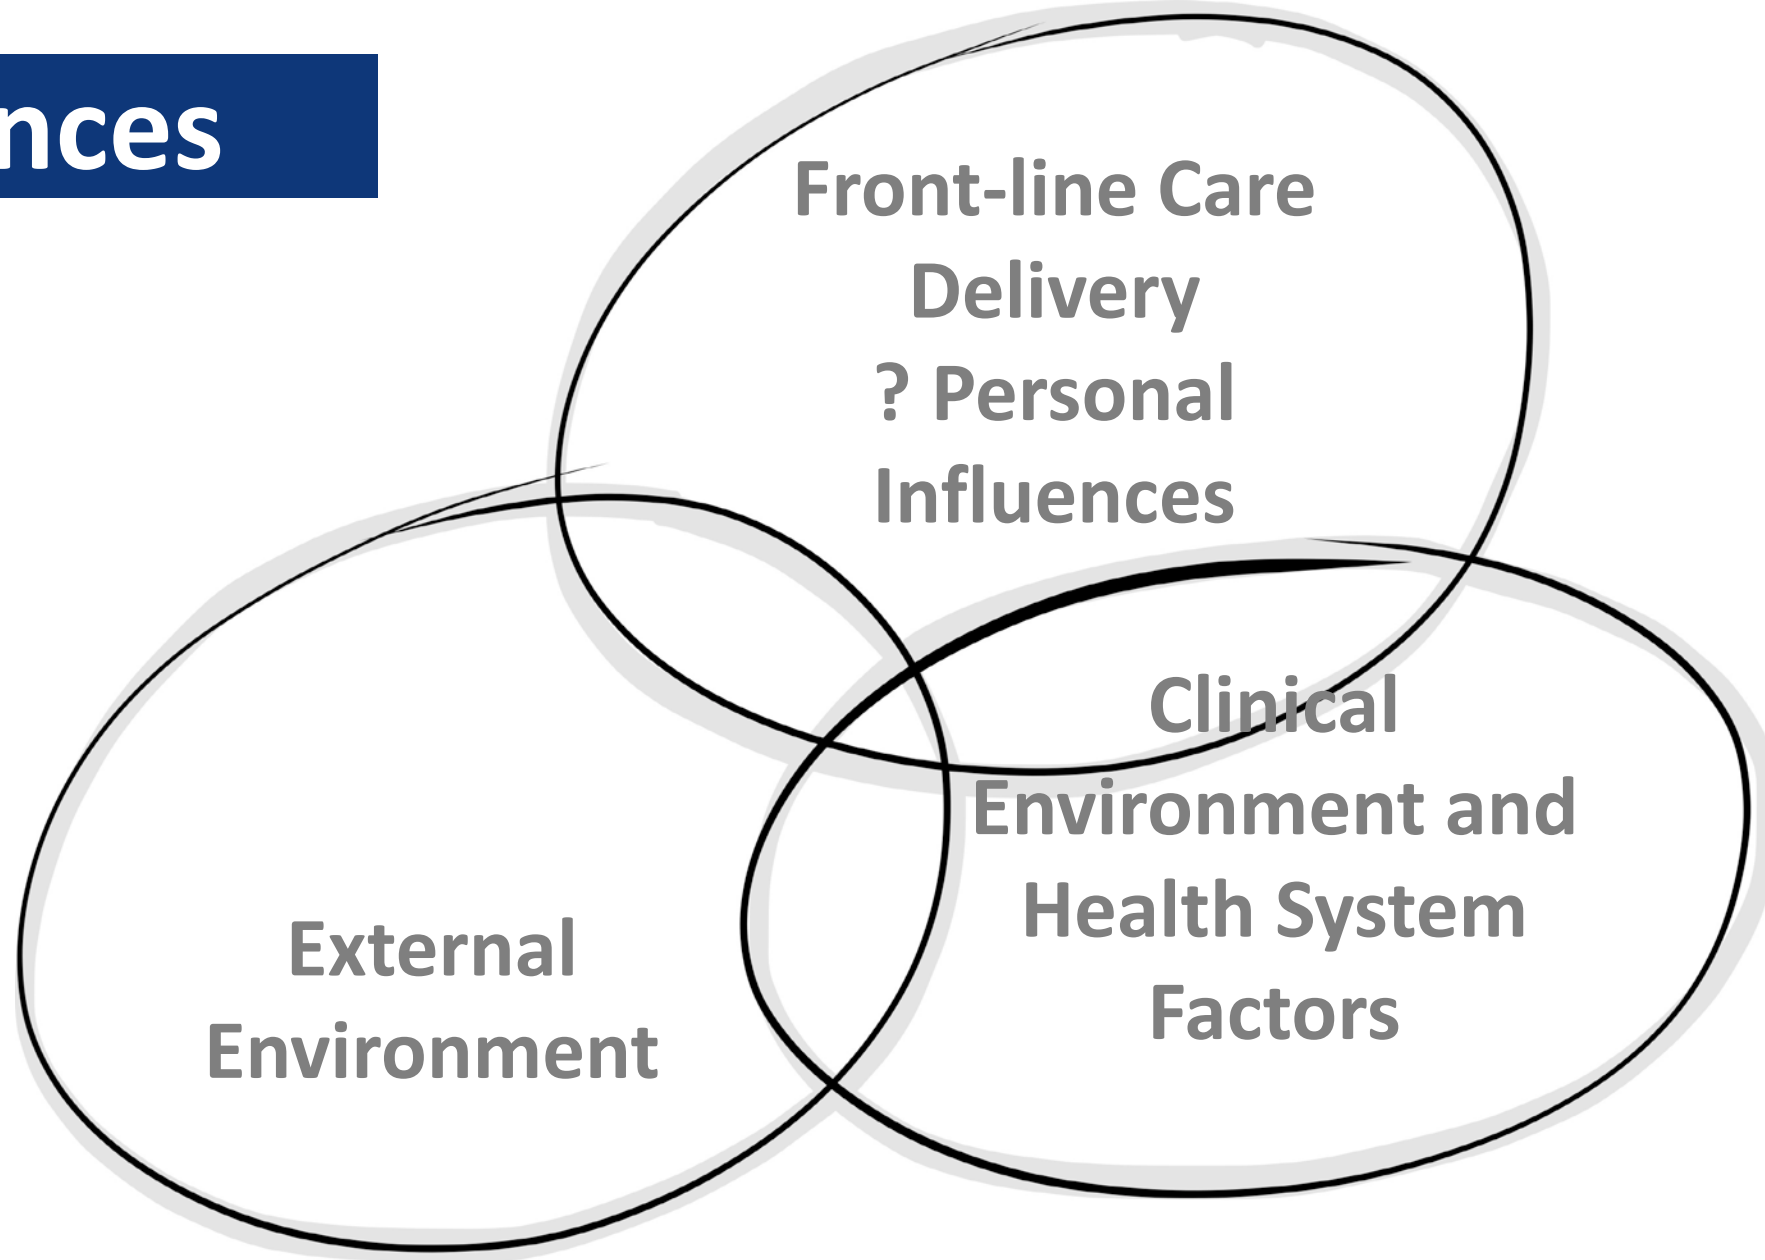 nces
Front-line Care
Delivery
? Personal
Influences
Clinical
Environment and
Health System
Factors
External
Environment